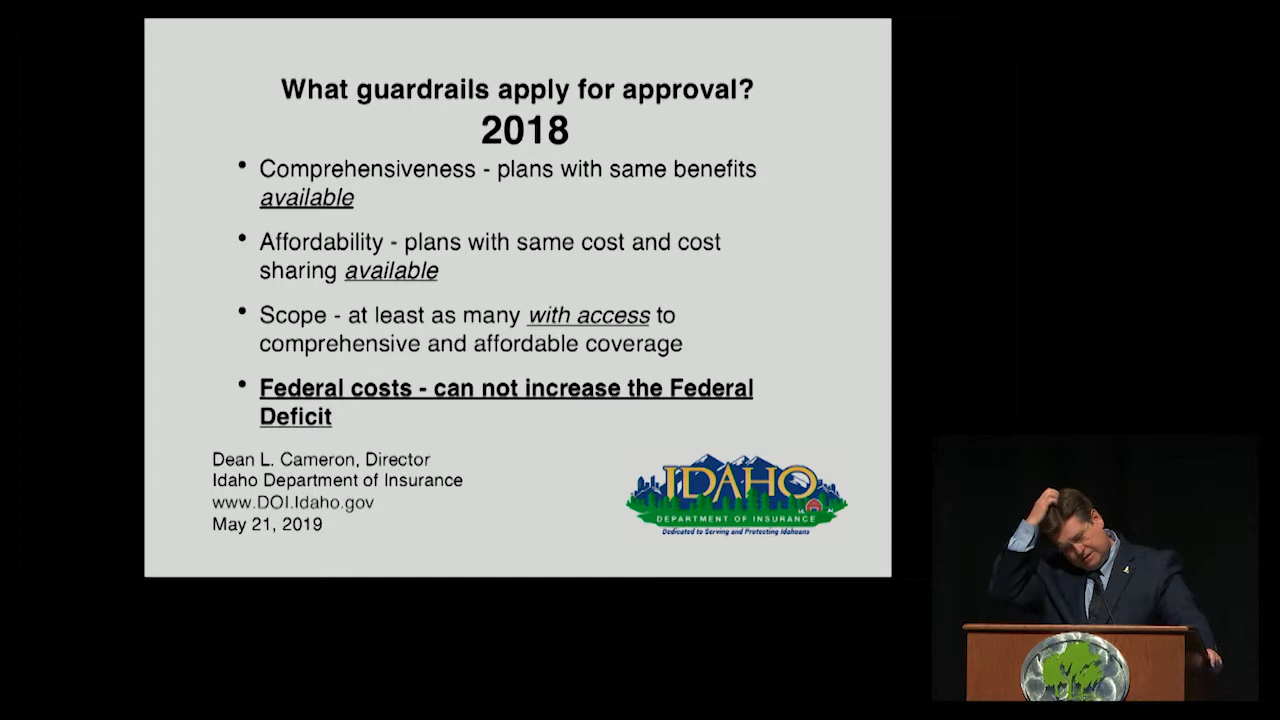 What guardrails apply for approval?
2018
• Comprehensiveness - plans with same benefits
available
• Affordability - plans with same cost and cost
sharing available
• Scope - at least as many with access to
comprehensive and affordable coverage
• Federal costs - can not increase the Federal
Deficit
Dean L. Cameron, Director
Idaho Department of Insurance
www.DOI.Idaho.gov
May 21, 2019
IDAHO
DEPARTMENT OF INSURANCE
Dedicated to Serving and Protecting Idahoans